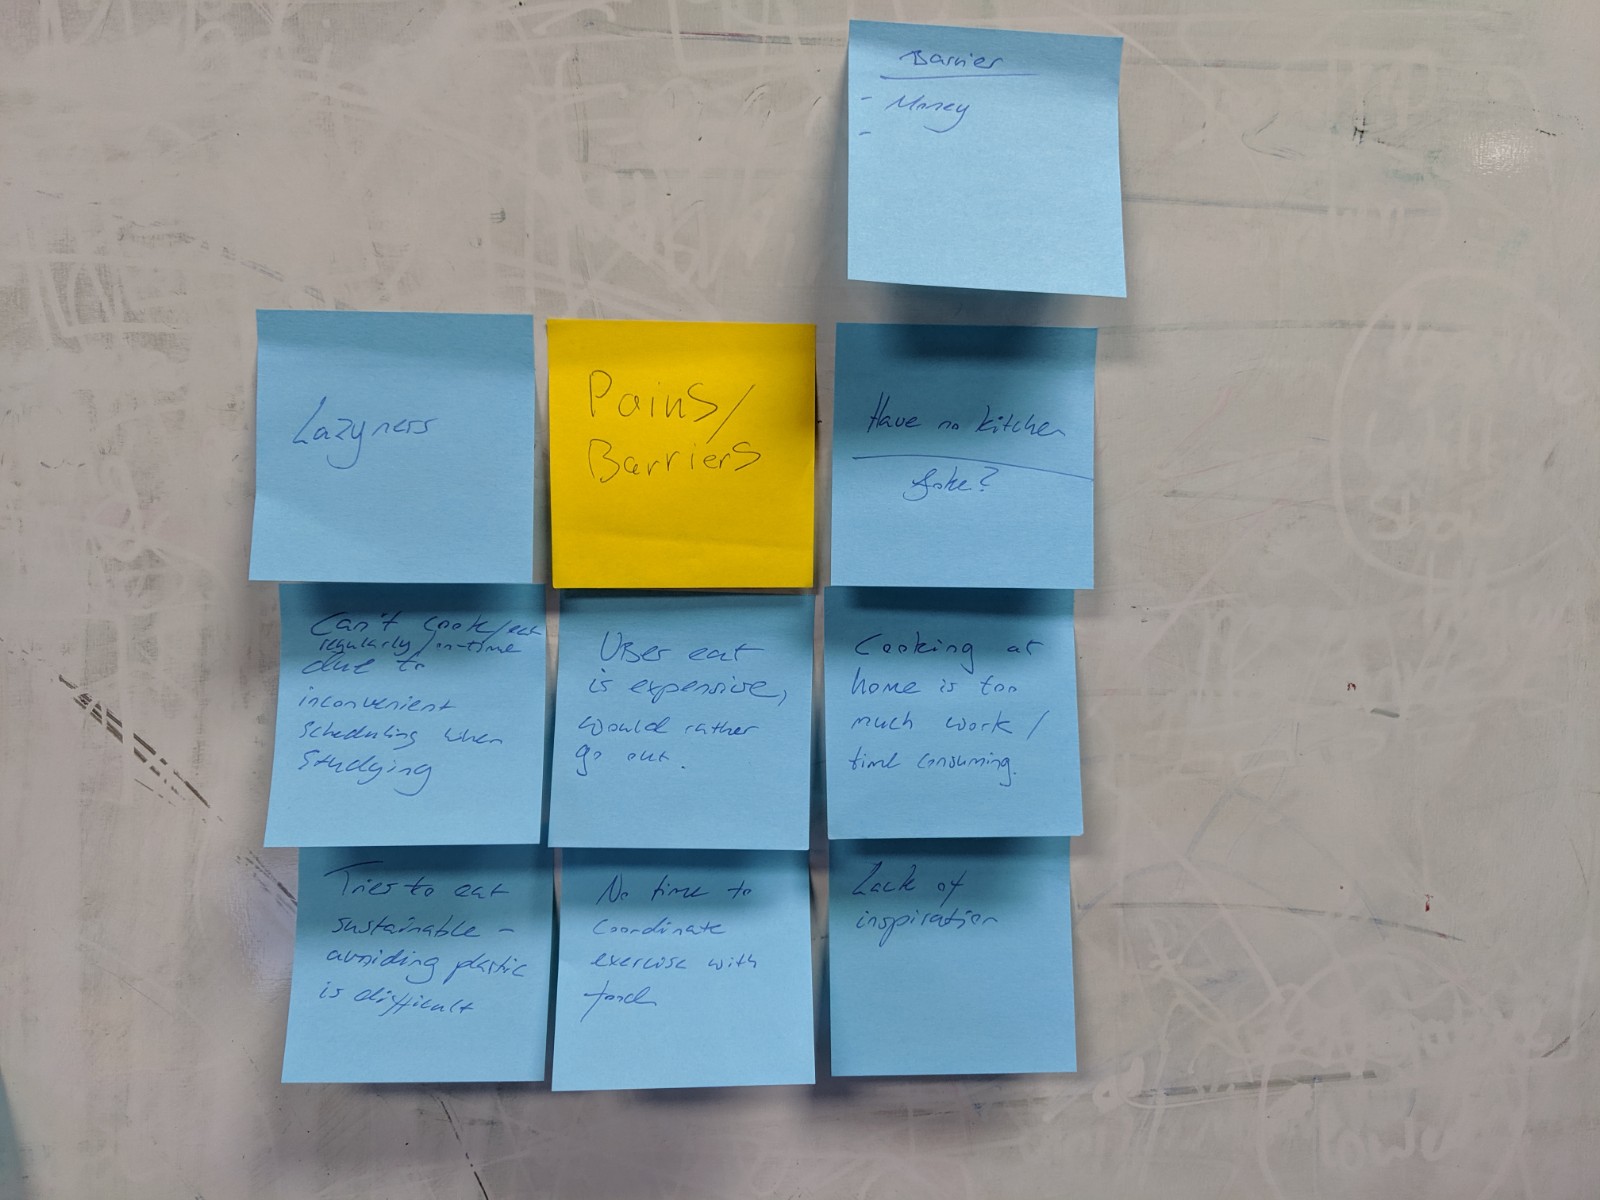 Barrier
- Money
-
Lazyness
Pains/
Barriers
Have no kitchen
Can't cook/eat
regularly/on-time
due to
inconvenient
scheduling when
studying
Uber eat
is expensive,
would rather
go out.
Cooking at
home is too
much work/
time consuming.
Tries to eat
sustainable -
avoiding plastic
is difficult
No time to
coordinate
exercise with
food
Lack of
inspiration
show